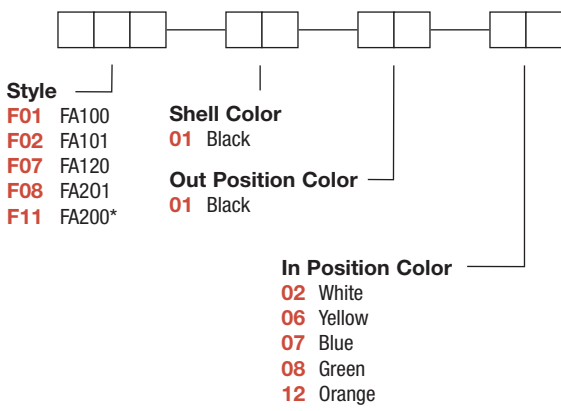 Style
F01 FA100
F02 FA101
F07 FA120
F08 FA201
F11 FA200*
Shell Color
01 Black
Out Position Color
01 Black
In Position Color
02 White
06 Yellow
07 Blue
08 Green
12 Orange